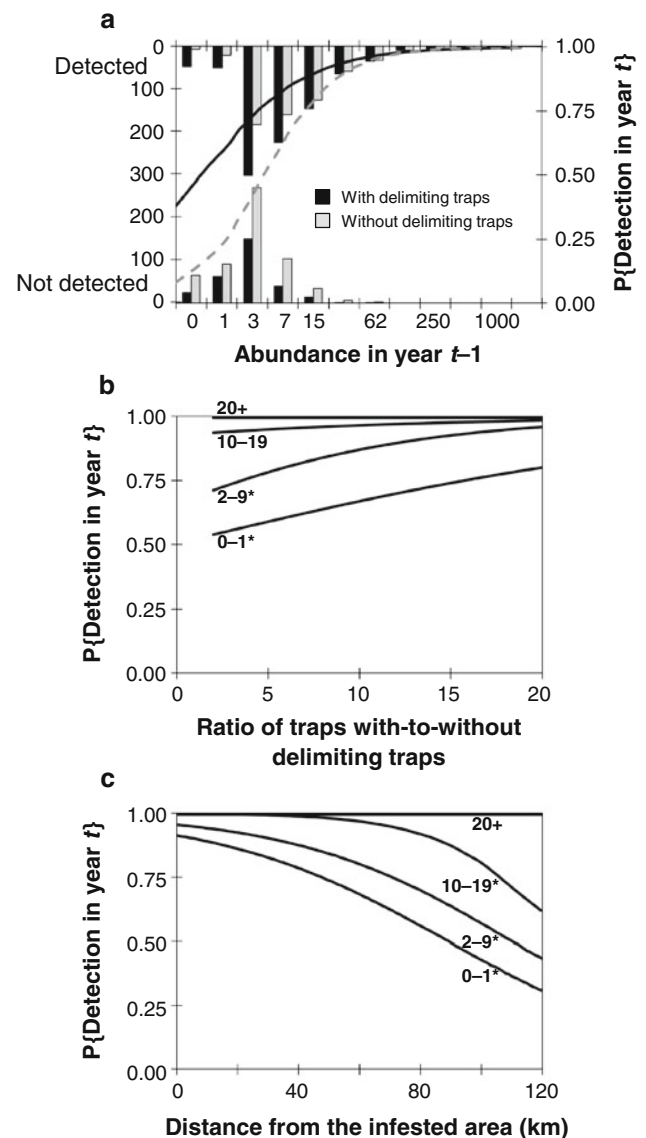 a
Detected
Not detected
0
100
200
300
200
100
0
1.00
0.75
0.50
0.25
0.00
P{Detection in year t}
With delimiting traps
Without delimiting traps
0 1 3 7 15 62 250 1000
Abundance in year t–1
b
P{Detection in year t}
1.00
0.75
0.50
0.25
0.00
20+
10–19
2–9*
0–1*
0 5 10 15 20
Ratio of traps with-to-without
delimiting traps
c
P{Detection in year t}
1.00
0.75
0.50
0.25
0.00
20+
10–19*
2–9*
0–1*
0 40 80 120
Distance from the infested area (km)